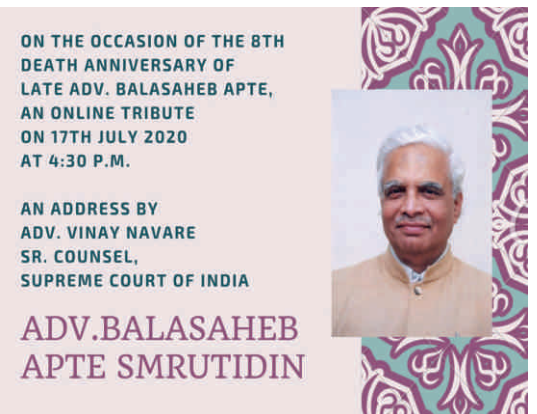 ON THE OCCASION OF THE 8TH
DEATH ANNIVERSARY OF
LATE ADV. BALASAHEB APTE,
AN ONLINE TRIBUTE
ON 17TH JULY 2020
AT 4:30 P.M.
AN ADDRESS BY
ADV. VINAY NAVARE
SR. COUNSEL,
SUPREME COURT OF INDIA
ADV.BALASAHEB
APTE SMRUTIDIN